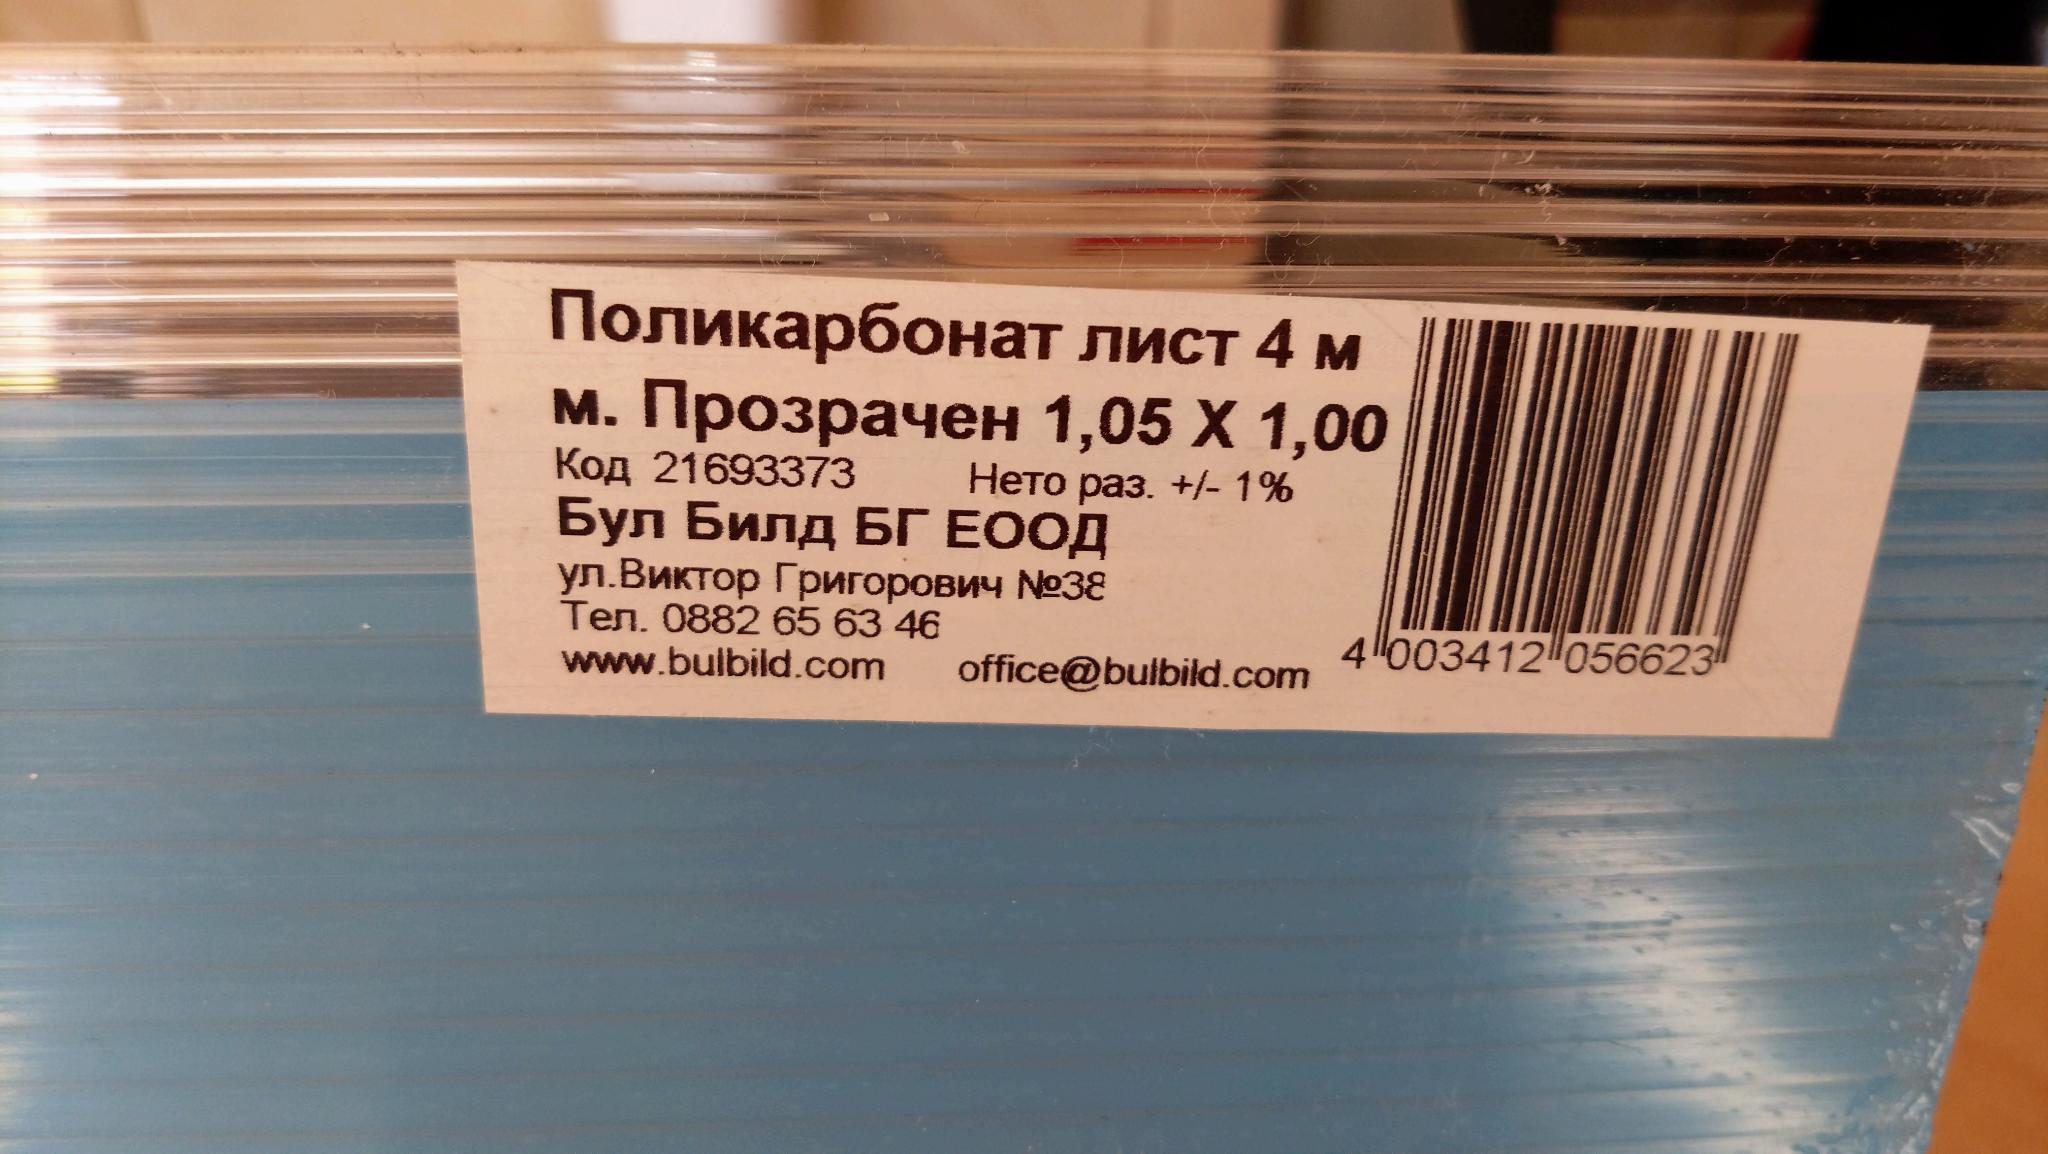 Поликарбонат лист 4 м
м. Прозрачен 1,05 X 1,00
Код 21693373 Нето раз. +/- 1%
Бул Билд БГ ЕООД
ул.Виктор Григорович №38
Тел. 0882 65 63 46
www.bulbild.com office@bulbild.com
4 003412 056623